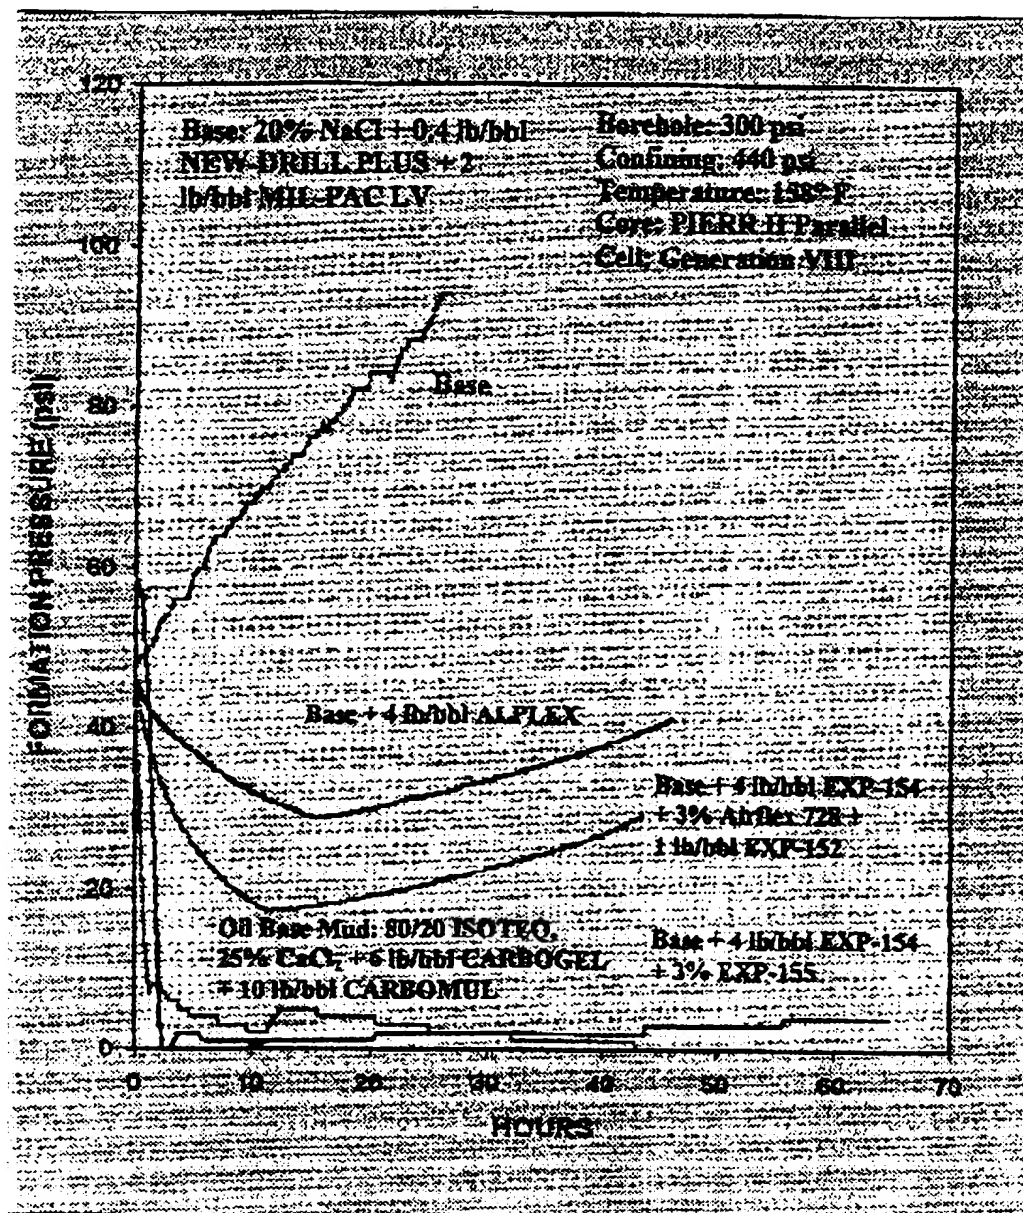 120
Base: 20% NaCl + 0.4 lb/bbl
NEW-DRILL PLUS + 2
lb/bbl MIL-PAC LV
Borehole: 300 psi
Confining: 440 psi
Temperature: 158° F
Core: PIERR II Parallel
Cell: Generation VIII
100
Base
80
FORMATION PRESSURE (psi)
60
Base + 4 lb/bbl ALPLEX
40
Base + 4 lb/bbl EXP-154
+ 3% Airflex 728 +
1 lb/bbl EXP-152
20
Oil Base Mud: 80/20 ISOTEQ,
25% CaCl₂ + 6 lb/bbl CARBOGEL
+ 10 lb/bbl CARBOMUL
Base + 4 lb/bbl EXP-154
+ 3% EXP-155
0
0 10 20 30 40 50 60 70
HOURS